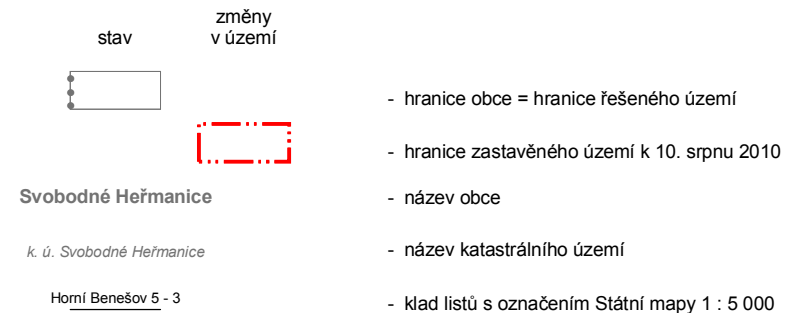 změny
stav v území
- hranice obce = hranice řešeného území
- hranice zastavěného území k 10. srpnu 2010
Svobodné Heřmanice - název obce
k. ú. Svobodné Heřmanice - název katastrálního území
Horní Benešov 5 - 3 - klad listů s označením Státní mapy 1 : 5 000